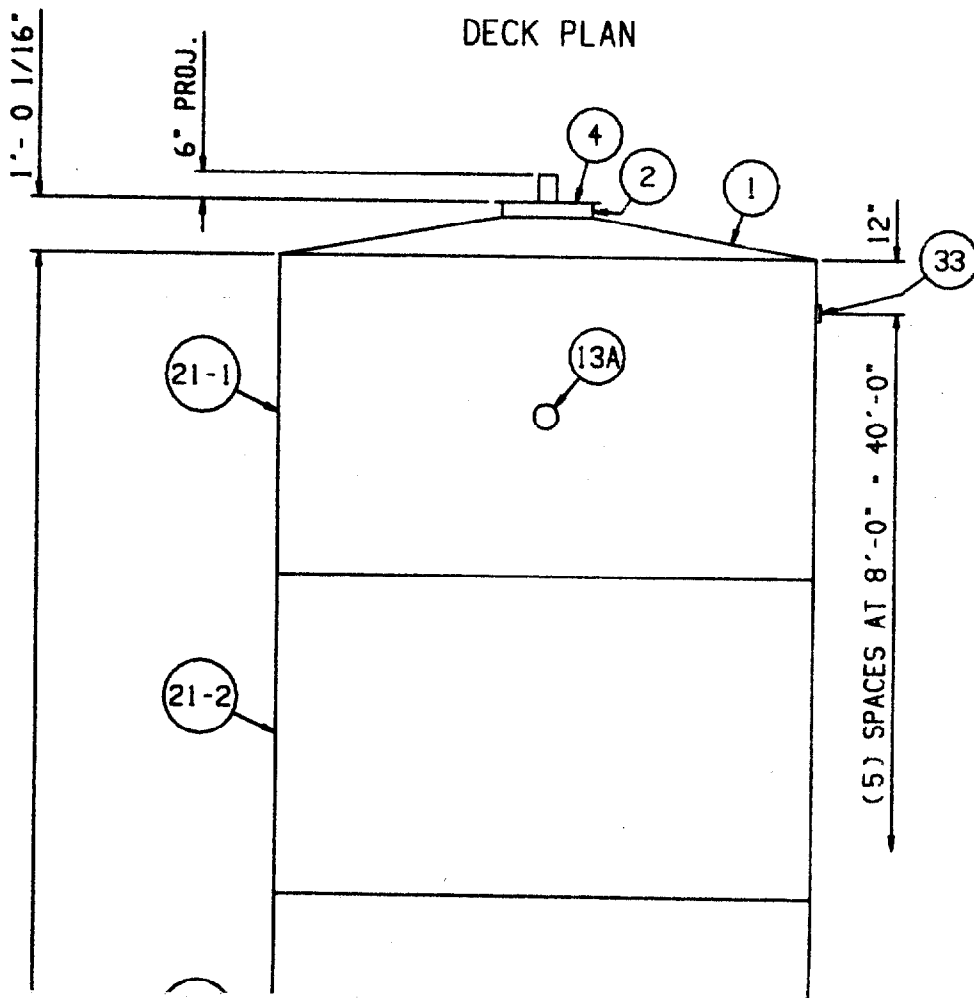 DECK PLAN
1'- 0 1/16"
6" PROJ.
4
2
1
12"
33
21-1
13A
(5) SPACES AT 8'-0" - 40'-0"
21-2